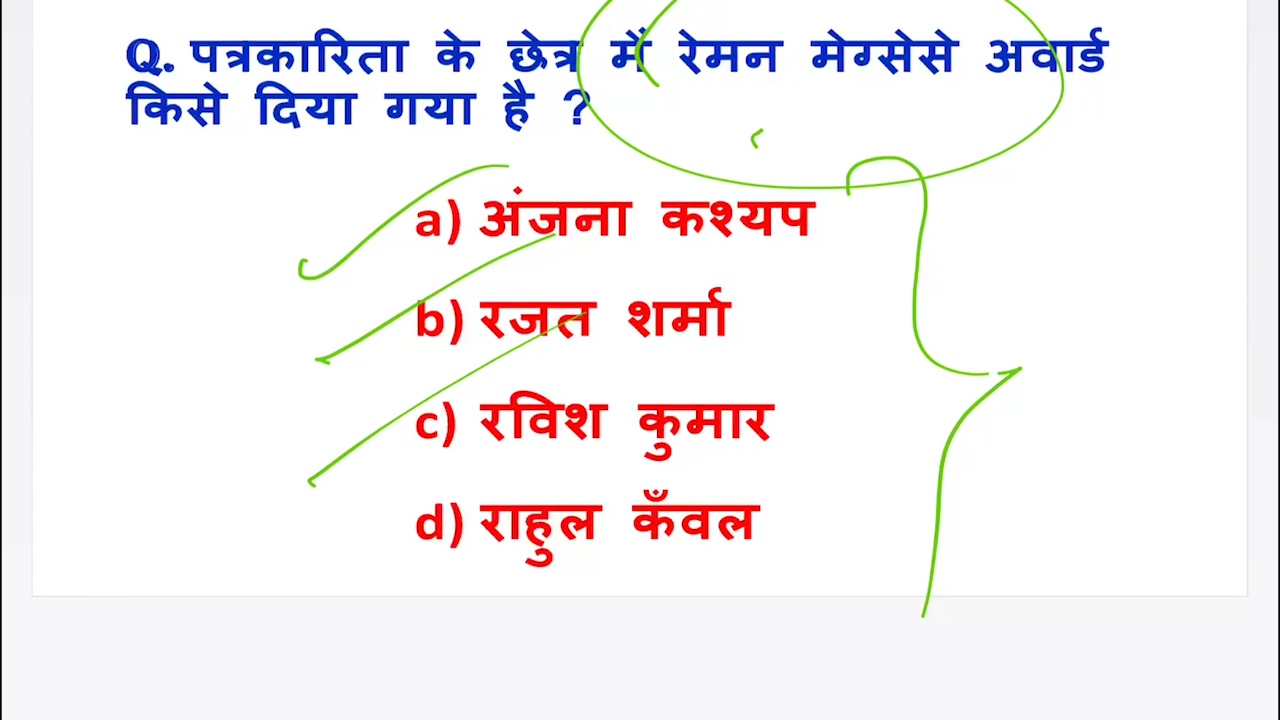 Q. पत्रकारिता के छेत्र में रेमन मेग्सेसे अवार्ड
किसे दिया गया है ?
a) अंजना कश्यप
b) रजत शर्मा
c) रविश कुमार
d) राहुल कँवल